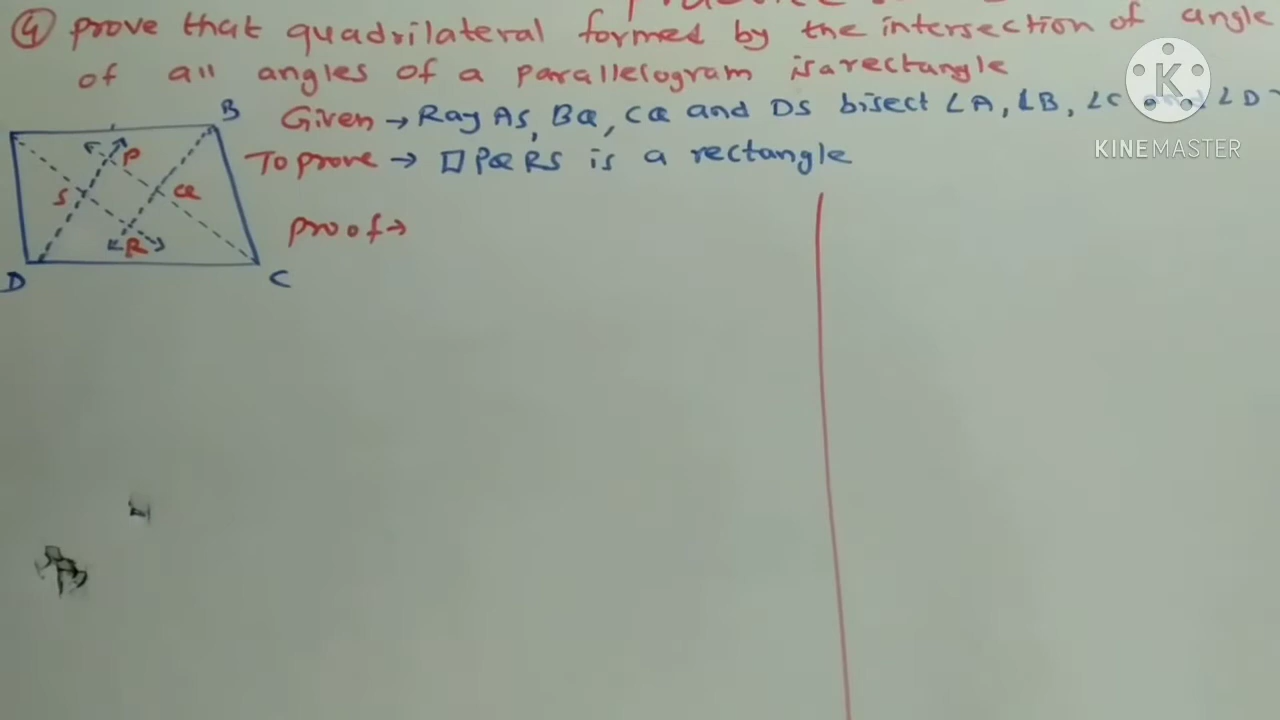 ④ prove that quadrilateral formed by the intersection of angle
of all angles of a parallelogram is a rectangle
Given → Ray AS, BQ, CQ and DS bisect ∠A, ∠B, ∠C ∠D
To prove → □ PQRS is a rectangle
proof →
B
P
S
Q
R
D
C
K
KINEMASTER